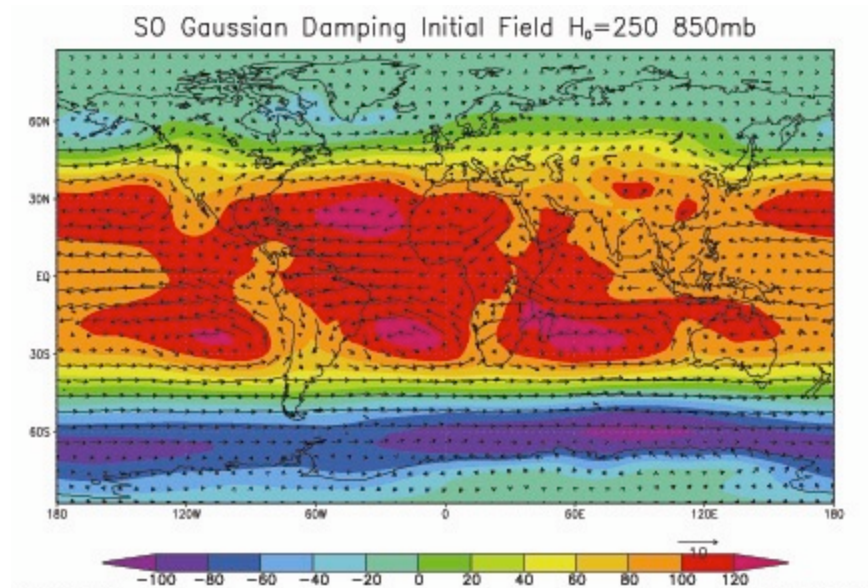 SO Gaussian Damping Initial Field H₀=250 850mb
60N
30N
EQ
30S
60S
180 120W 60W 0 60E 120E 180
10
-100 -80 -60 -40 -20 0 20 40 60 80 100 120